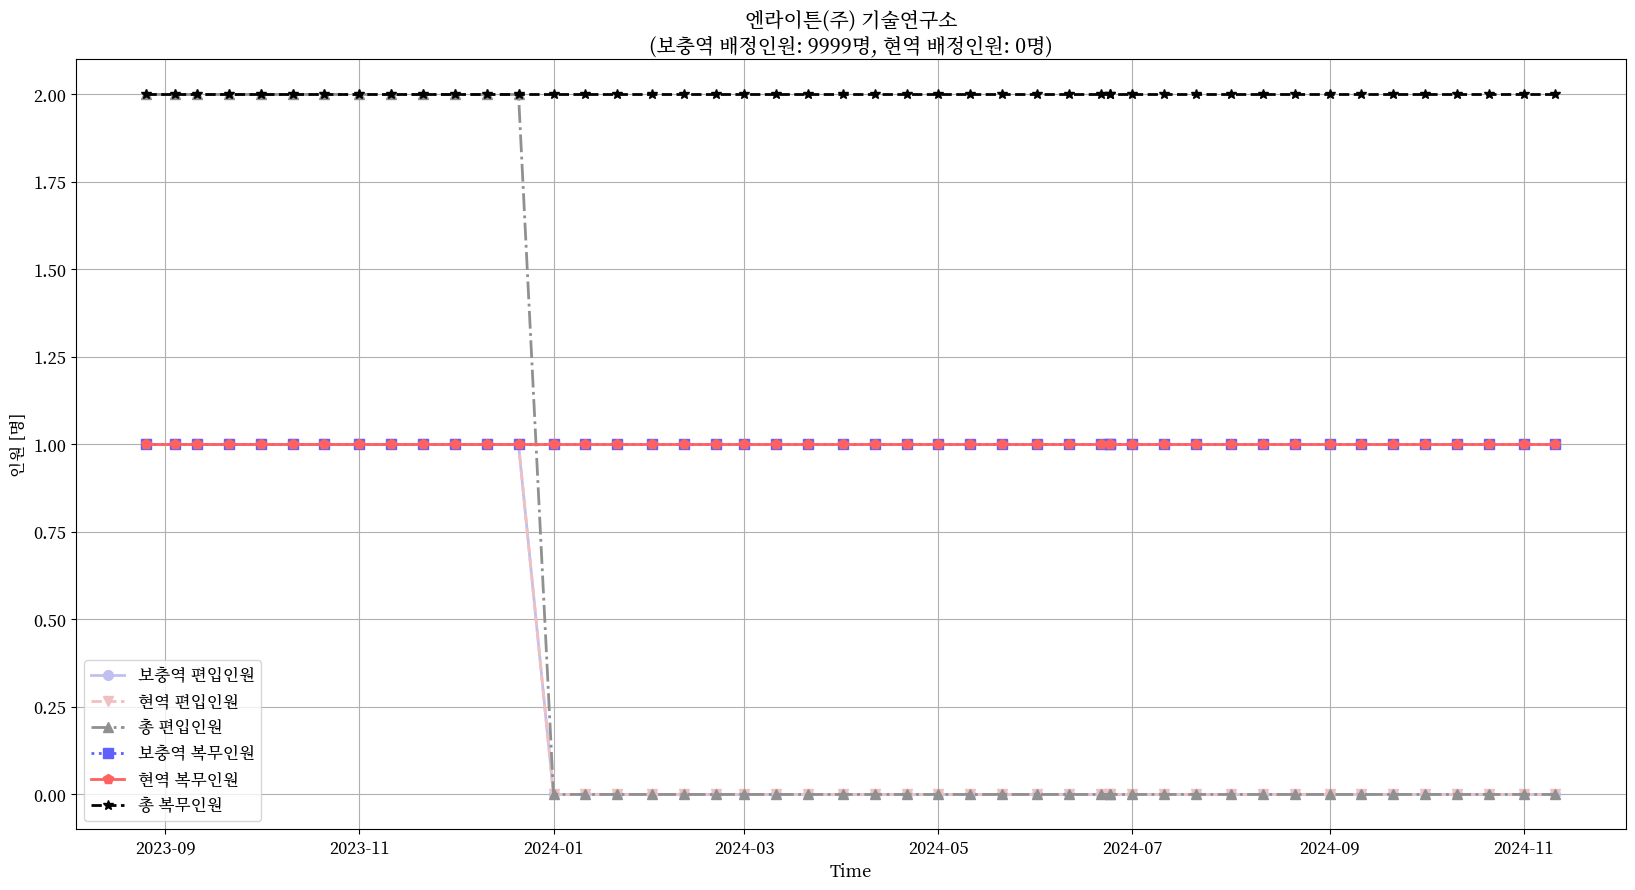 엔라이튼(주) 기술연구소
(보충역 배정인원: 9999명, 현역 배정인원: 0명)
2.00
1.75
1.50
1.25
1.00
0.75
0.50
0.25
0.00
인원 [명]
보충역 편입인원
현역 편입인원
총 편입인원
보충역 복무인원
현역 복무인원
총 복무인원
2023-09 2023-11 2024-01 2024-03 2024-05 2024-07 2024-09 2024-11
Time